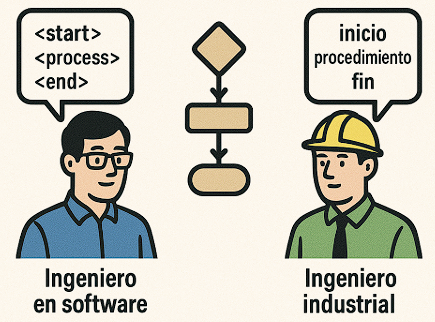 <start>
<process>
<end>
inicio
procedimiento
fin
Ingeniero
en software
Ingeniero
industrial